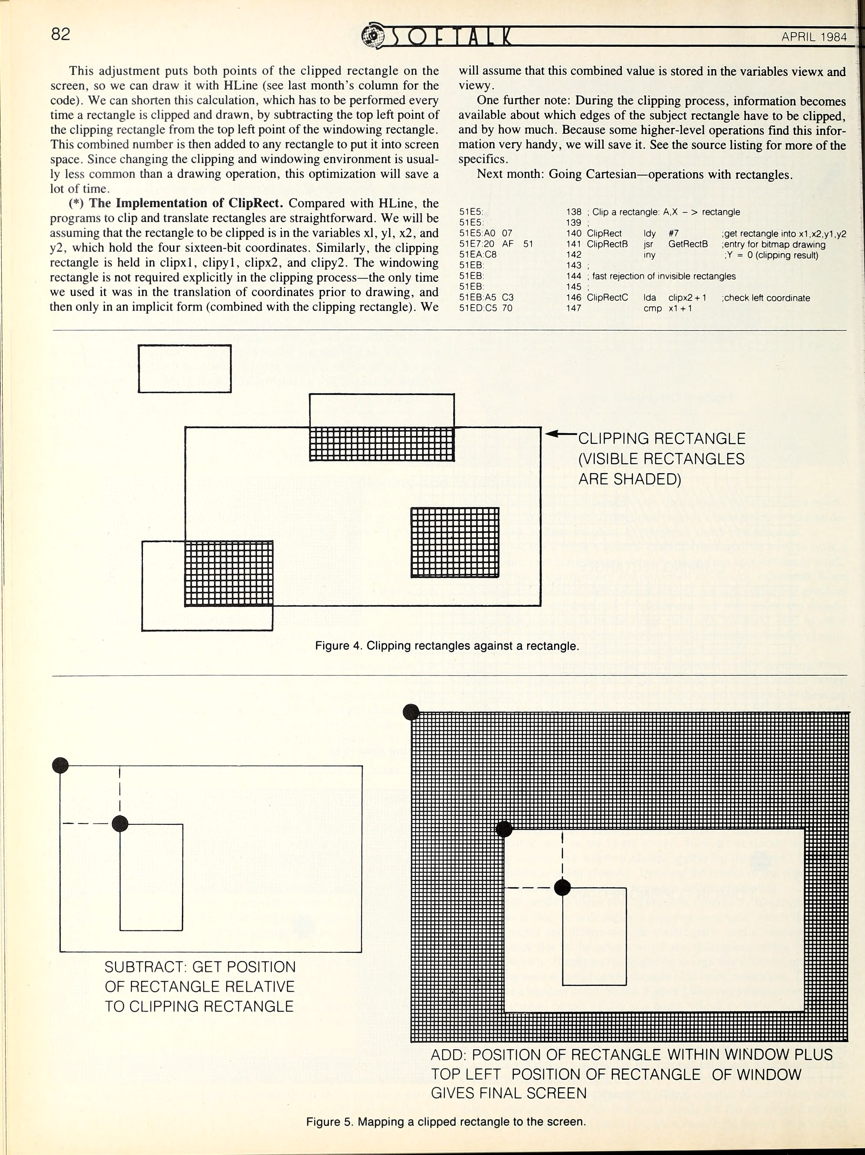 82
SOFTALK
APRIL 1984
This adjustment puts both points of the clipped rectangle on the
screen, so we can draw it with HLine (see last month's column for the
code). We can shorten this calculation, which has to be performed every
time a rectangle is clipped and drawn, by subtracting the top left point of
the clipping rectangle from the top left point of the windowing rectangle.
This combined number is then added to any rectangle to put it into screen
space. Since changing the clipping and windowing environment is usual-
ly less common than a drawing operation, this optimization will save a
lot of time.
(*) The Implementation of ClipRect. Compared with HLine, the
programs to clip and translate rectangles are straightforward. We will be
assuming that the rectangle to be clipped is in the variables xl, yl, x2, and
y2, which hold the four sixteen-bit coordinates. Similarly, the clipping
rectangle is held in clipxl, clipyl, clipx2, and clipy2. The windowing
rectangle is not required explicitly in the clipping process—the only time
we used it was in the translation of coordinates prior to drawing, and
then only in an implicit form (combined with the clipping rectangle). We
will assume that this combined value is stored in the variables viewx and
viewy.
One further note: During the clipping process, information becomes
available about which edges of the subject rectangle have to be clipped,
and by how much. Because some higher-level operations find this infor-
mation very handy, we will save it. See the source listing for more of the
specifics.
Next month: Going Cartesian—operations with rectangles.
51E5: 138 ; Clip a rectangle: A,X - > rectangle
51E5: 139 ;
51E5:A0 07 140 ClipRect ldy #7 ;get rectangle into x1,x2,y1,y2
51E7:20 AF 51 141 ClipRectB jsr GetRectB ;entry for bitmap drawing
51EA:C8 142 iny ;Y = 0 (clipping result)
51EB: 143 ;
51EB: 144 ; fast rejection of invisible rectangles
51EB: 145 ;
51EB:A5 C3 146 ClipRectC lda clipx2+1 ;check left coordinate
51ED:C5 70 147 cmp x1+1
CLIPPING RECTANGLE
(VISIBLE RECTANGLES
ARE SHADED)
Figure 4. Clipping rectangles against a rectangle.
SUBTRACT: GET POSITION
OF RECTANGLE RELATIVE
TO CLIPPING RECTANGLE
ADD: POSITION OF RECTANGLE WITHIN WINDOW PLUS
TOP LEFT POSITION OF RECTANGLE OF WINDOW
GIVES FINAL SCREEN
Figure 5. Mapping a clipped rectangle to the screen.